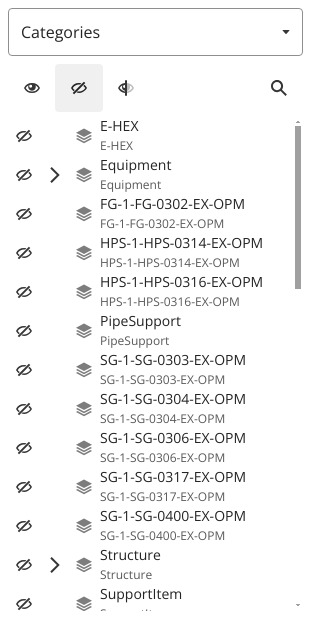 Categories
E-HEX
E-HEX
Equipment
Equipment
FG-1-FG-0302-EX-OPM
FG-1-FG-0302-EX-OPM
HPS-1-HPS-0314-EX-OPM
HPS-1-HPS-0314-EX-OPM
HPS-1-HPS-0316-EX-OPM
HPS-1-HPS-0316-EX-OPM
PipeSupport
PipeSupport
SG-1-SG-0303-EX-OPM
SG-1-SG-0303-EX-OPM
SG-1-SG-0304-EX-OPM
SG-1-SG-0304-EX-OPM
SG-1-SG-0306-EX-OPM
SG-1-SG-0306-EX-OPM
SG-1-SG-0317-EX-OPM
SG-1-SG-0317-EX-OPM
SG-1-SG-0400-EX-OPM
SG-1-SG-0400-EX-OPM
Structure
Structure
SupportItem